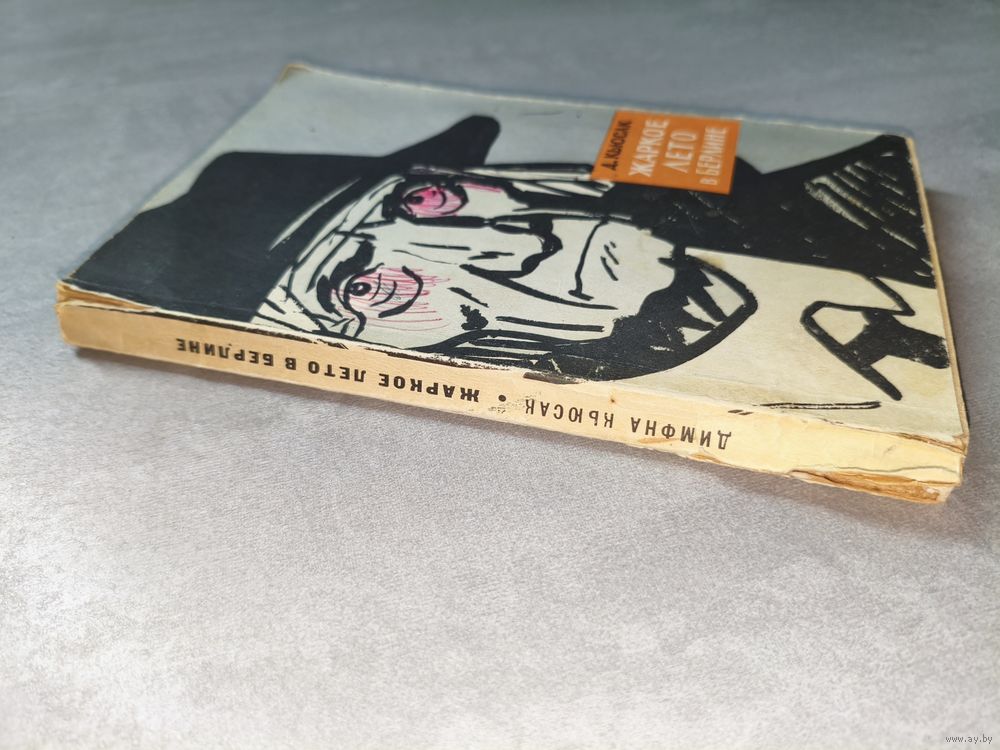 Д. КЬЮСАК
ЖАРКОЕ
ЛЕТО
В БЕРЛИНЕ
ДИМФНА КЬЮСАК • ЖАРКОЕ ЛЕТО В БЕРЛИНЕ
www.ay.by